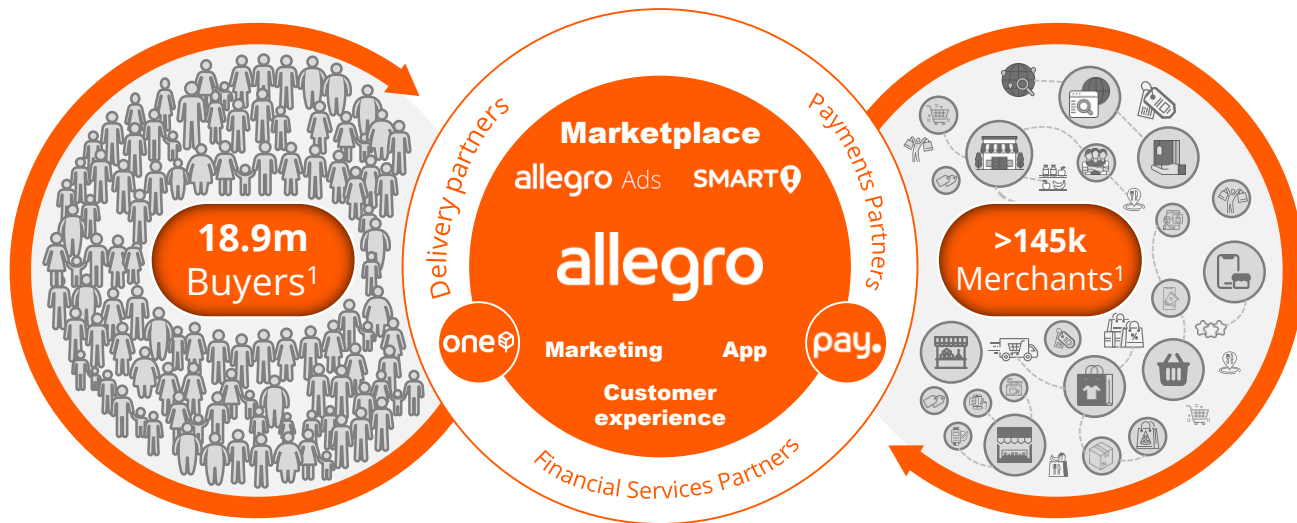 18.9m
Buyers¹
Delivery partners
Payments Partners
Marketplace
allegro Ads SMART!
allegro
one pay.
Marketing App
Customer
experience
Financial Services Partners
>145k
Merchants¹